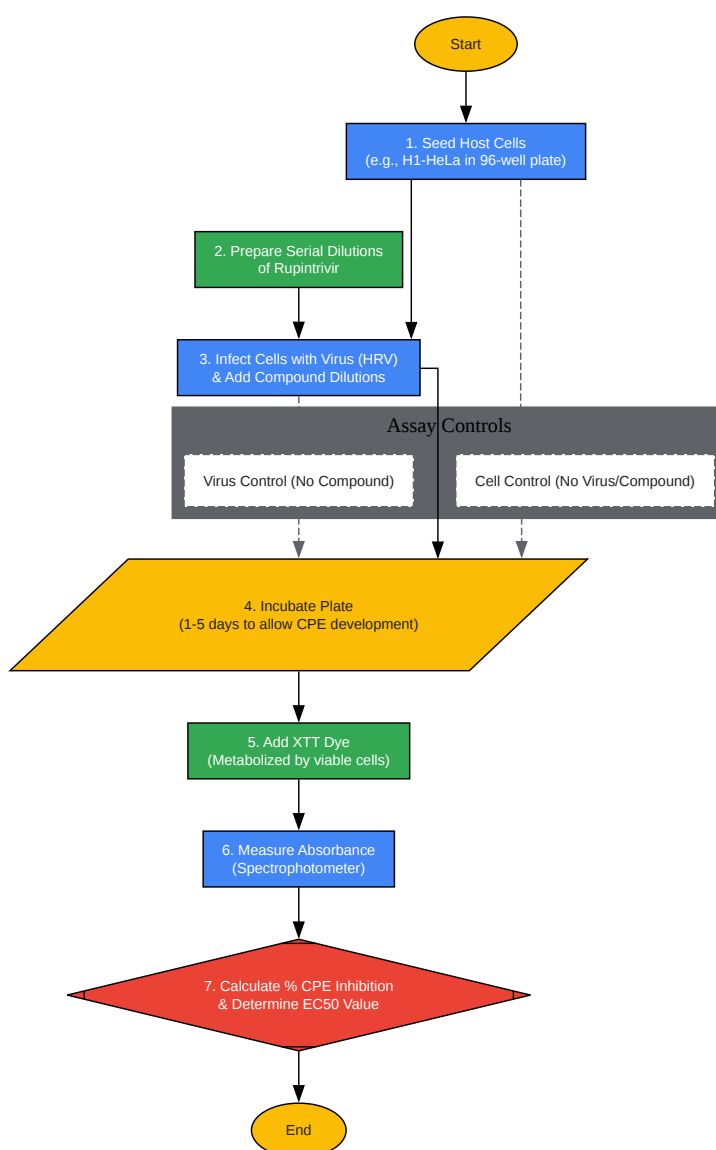 Start
1. Seed Host Cells
(e.g., H1-HeLa in 96-well plate)
2. Prepare Serial Dilutions
of Rupintrivir
3. Infect Cells with Virus (HRV)
& Add Compound Dilutions
Assay Controls
Virus Control (No Compound)
Cell Control (No Virus/Compound)
4. Incubate Plate
(1-5 days to allow CPE development)
5. Add XTT Dye
(Metabolized by viable cells)
6. Measure Absorbance
(Spectrophotometer)
7. Calculate % CPE Inhibition
& Determine EC50 Value
End